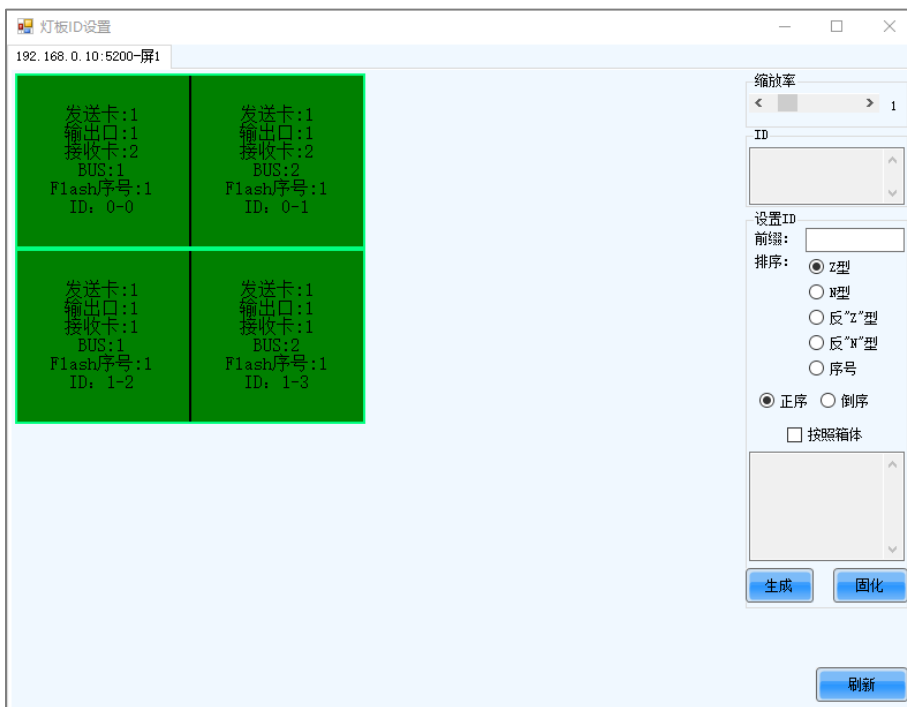 灯板ID设置
192.168.0.10:5200-屏1
发送卡:1
输出口:1
接收卡:2
BUS:1
Flash序号:1
ID: 0-0
发送卡:1
输出口:1
接收卡:2
BUS:2
Flash序号:1
ID: 0-1
发送卡:1
输出口:1
接收卡:1
BUS:1
Flash序号:1
ID: 1-2
发送卡:1
输出口:1
接收卡:1
BUS:2
Flash序号:1
ID: 1-3
缩放率
1
ID
设置ID
前缀:
排序:
Z型
N型
反"Z"型
反"N"型
序号
正序 倒序
按照箱体
生成 固化
刷新